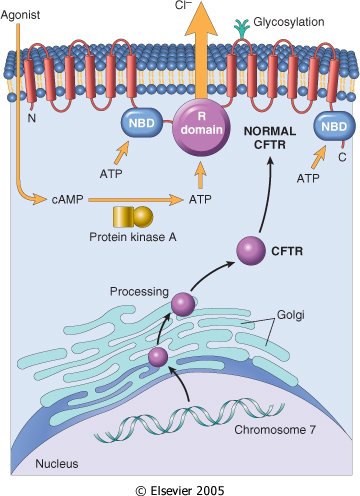 Cl–
Agonist
Glycosylation
N
NBD
R
domain
NORMAL
CFTR
NBD
C
ATP
ATP
cAMP
ATP
Protein kinase A
CFTR
Processing
Golgi
Chromosome 7
Nucleus
© Elsevier 2005